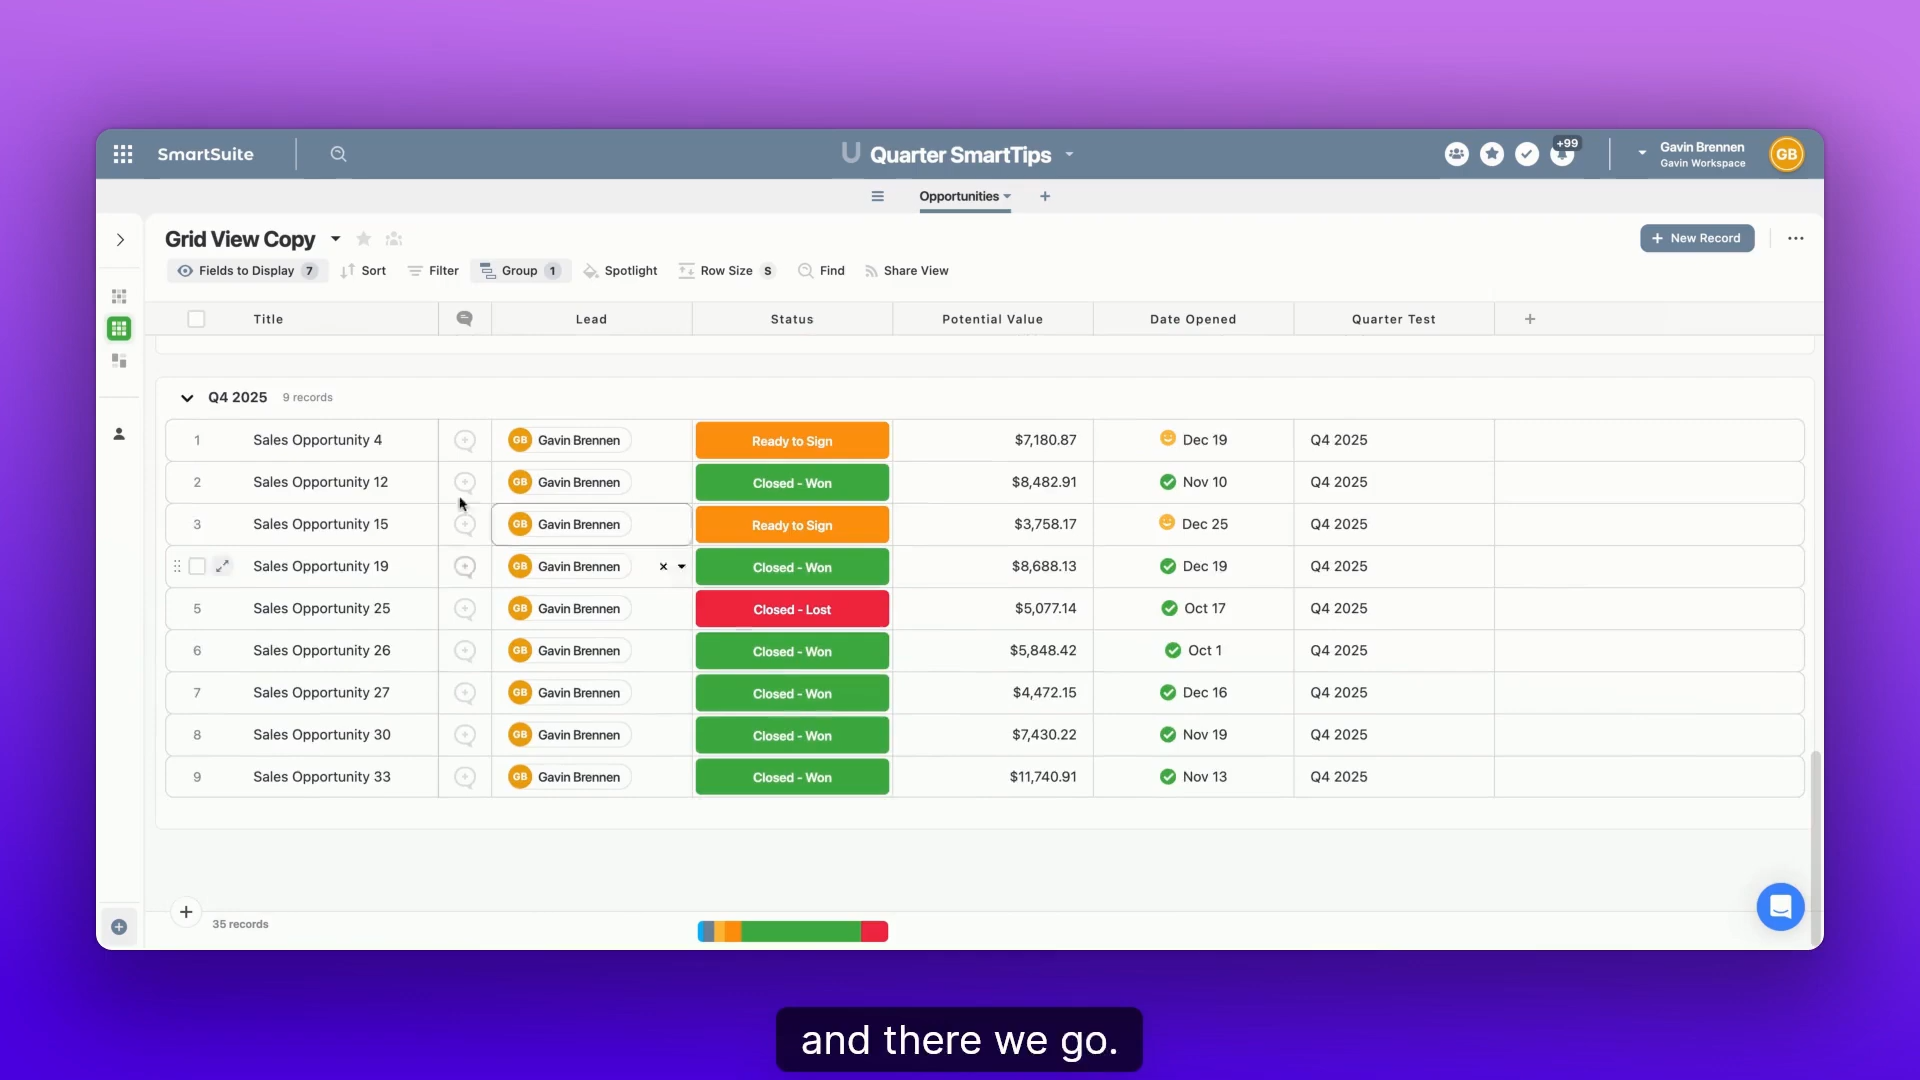 SmartSuite
Quarter SmartTips
+99
Gavin Brennen
Gavin Workspace
GB
Opportunities
Grid View Copy
+ New Record
Fields to Display 7
Sort
Filter
Group 1
Spotlight
Row Size S
Find
Share View
Title Lead Status Potential Value Date Opened Quarter Test
Q4 2025 9 records
1 Sales Opportunity 4 GB Gavin Brennen Ready to Sign $7,180.87 Dec 19 Q4 2025
2 Sales Opportunity 12 GB Gavin Brennen Closed - Won $8,482.91 Nov 10 Q4 2025
3 Sales Opportunity 15 GB Gavin Brennen Ready to Sign $3,758.17 Dec 25 Q4 2025
Sales Opportunity 19 GB Gavin Brennen Closed - Won $8,688.13 Dec 19 Q4 2025
5 Sales Opportunity 25 GB Gavin Brennen Closed - Lost $5,077.14 Oct 17 Q4 2025
6 Sales Opportunity 26 GB Gavin Brennen Closed - Won $5,848.42 Oct 1 Q4 2025
7 Sales Opportunity 27 GB Gavin Brennen Closed - Won $4,472.15 Dec 16 Q4 2025
8 Sales Opportunity 30 GB Gavin Brennen Closed - Won $7,430.22 Nov 19 Q4 2025
9 Sales Opportunity 33 GB Gavin Brennen Closed - Won $11,740.91 Nov 13 Q4 2025
35 records
and there we go.